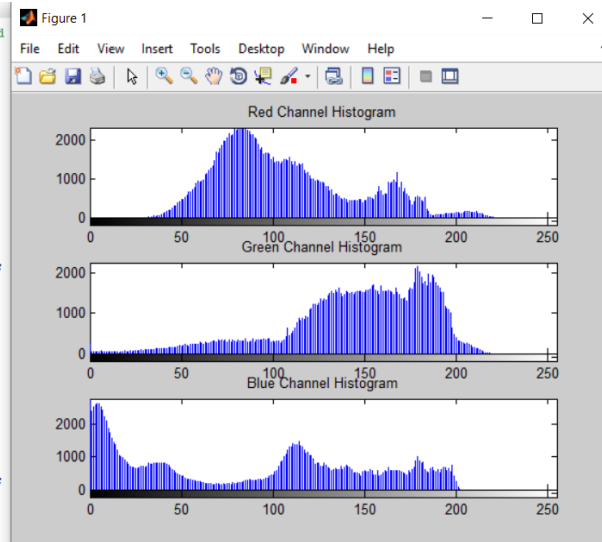 Figure 1
File Edit View Insert Tools Desktop Window Help
Red Channel Histogram
2000
1000
0
0 50 100 150 200 250
Green Channel Histogram
2000
1000
0
0 50 100 150 200 250
Blue Channel Histogram
2000
1000
0
0 50 100 150 200 250